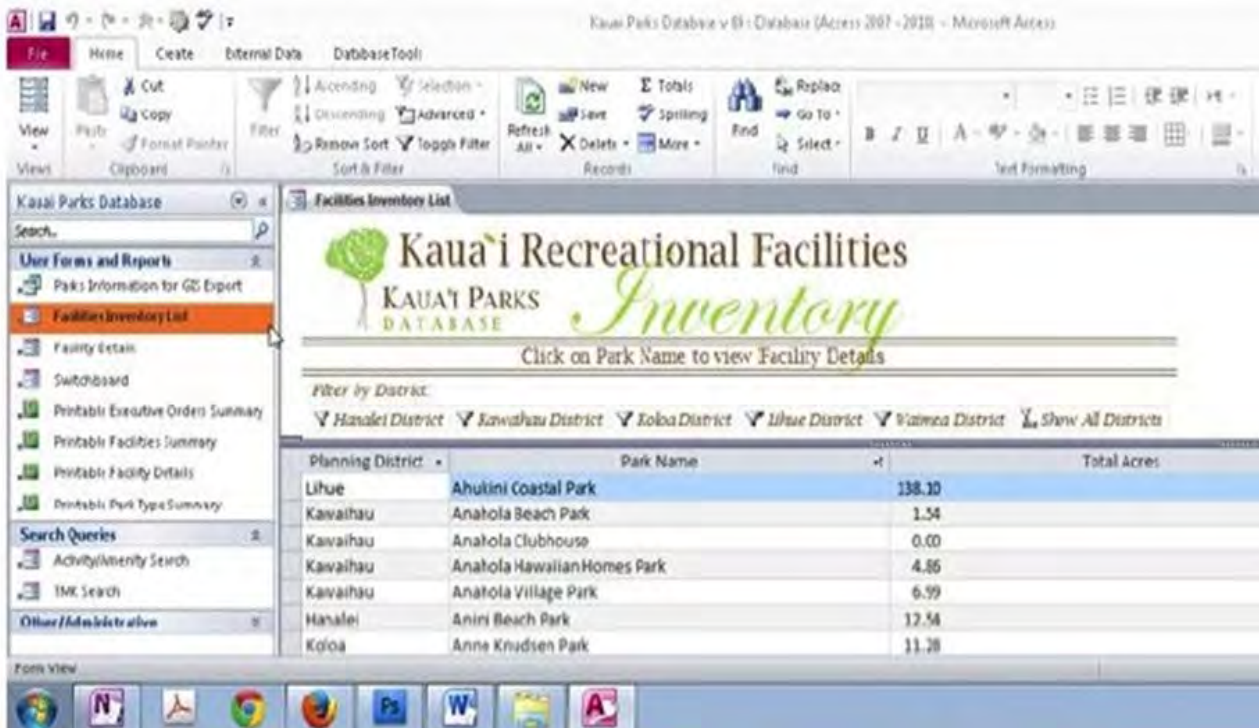 Kauai Parks Database v 03 : Database (Access 2007 - 2010) - Microsoft Access
File Home Create External Data Database Tools
View
Views
Paste
Cut
Copy
Format Painter
Clipboard
Filter
Ascending
Descending
Remove Sort
Selection
Advanced
Toggle Filter
Sort & Filter
Refresh All
New
Save
Delete
Totals
Spelling
More
Records
Find
Replace
Go To
Select
Find
B I U A
Text Formatting
Kauai Parks Database
Search..
User Forms and Reports
Parks Information for GIS Export
Facilities Inventory List
Facility Details
Switchboard
Printable Executive Orders Summary
Printable Facilities Summary
Printable Facility Details
Printable Park Type Summary
Search Queries
Activity/Amenity Search
TMK Search
Other/Administrative
Facilities Inventory List
Kaua`i Recreational Facilities
Inventory
KAUA'I PARKS
DATABASE
Click on Park Name to view Facility Details
Filter by District:
Hanalei District Kawaihau District Koloa District Lihue District Waimea District Show All Districts
Planning District Park Name Total Acres
Lihue Ahukini Coastal Park 138.10
Kawaihau Anahola Beach Park 1.54
Kawaihau Anahola Clubhouse 0.00
Kawaihau Anahola Hawaiian Homes Park 4.86
Kawaihau Anahola Village Park 6.99
Hanalei Anini Beach Park 12.54
Koloa Anne Knudsen Park 11.28
Form View
N
Ps
W
A